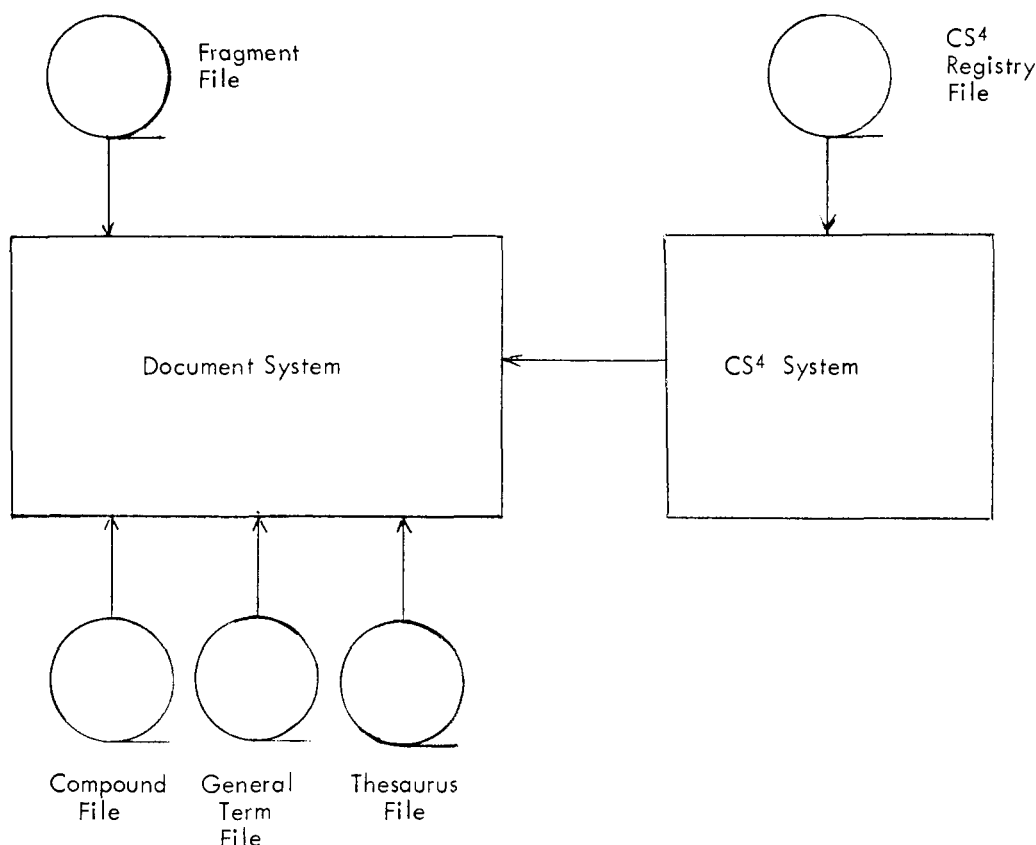 Fragment
File
CS⁴
Registry
File
Document System
CS⁴ System
Compound
File
General
Term
File
Thesaurus
File